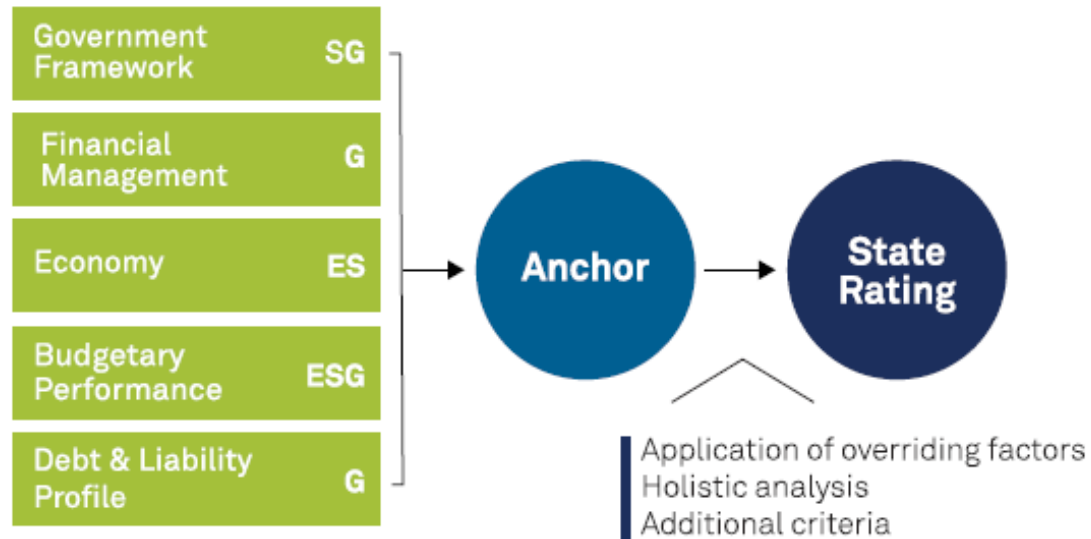 Government
Framework SG
Financial
Management G
Economy ES
Budgetary
Performance ESG
Debt & Liability
Profile G
Anchor
State
Rating
Application of overriding factors
Holistic analysis
Additional criteria